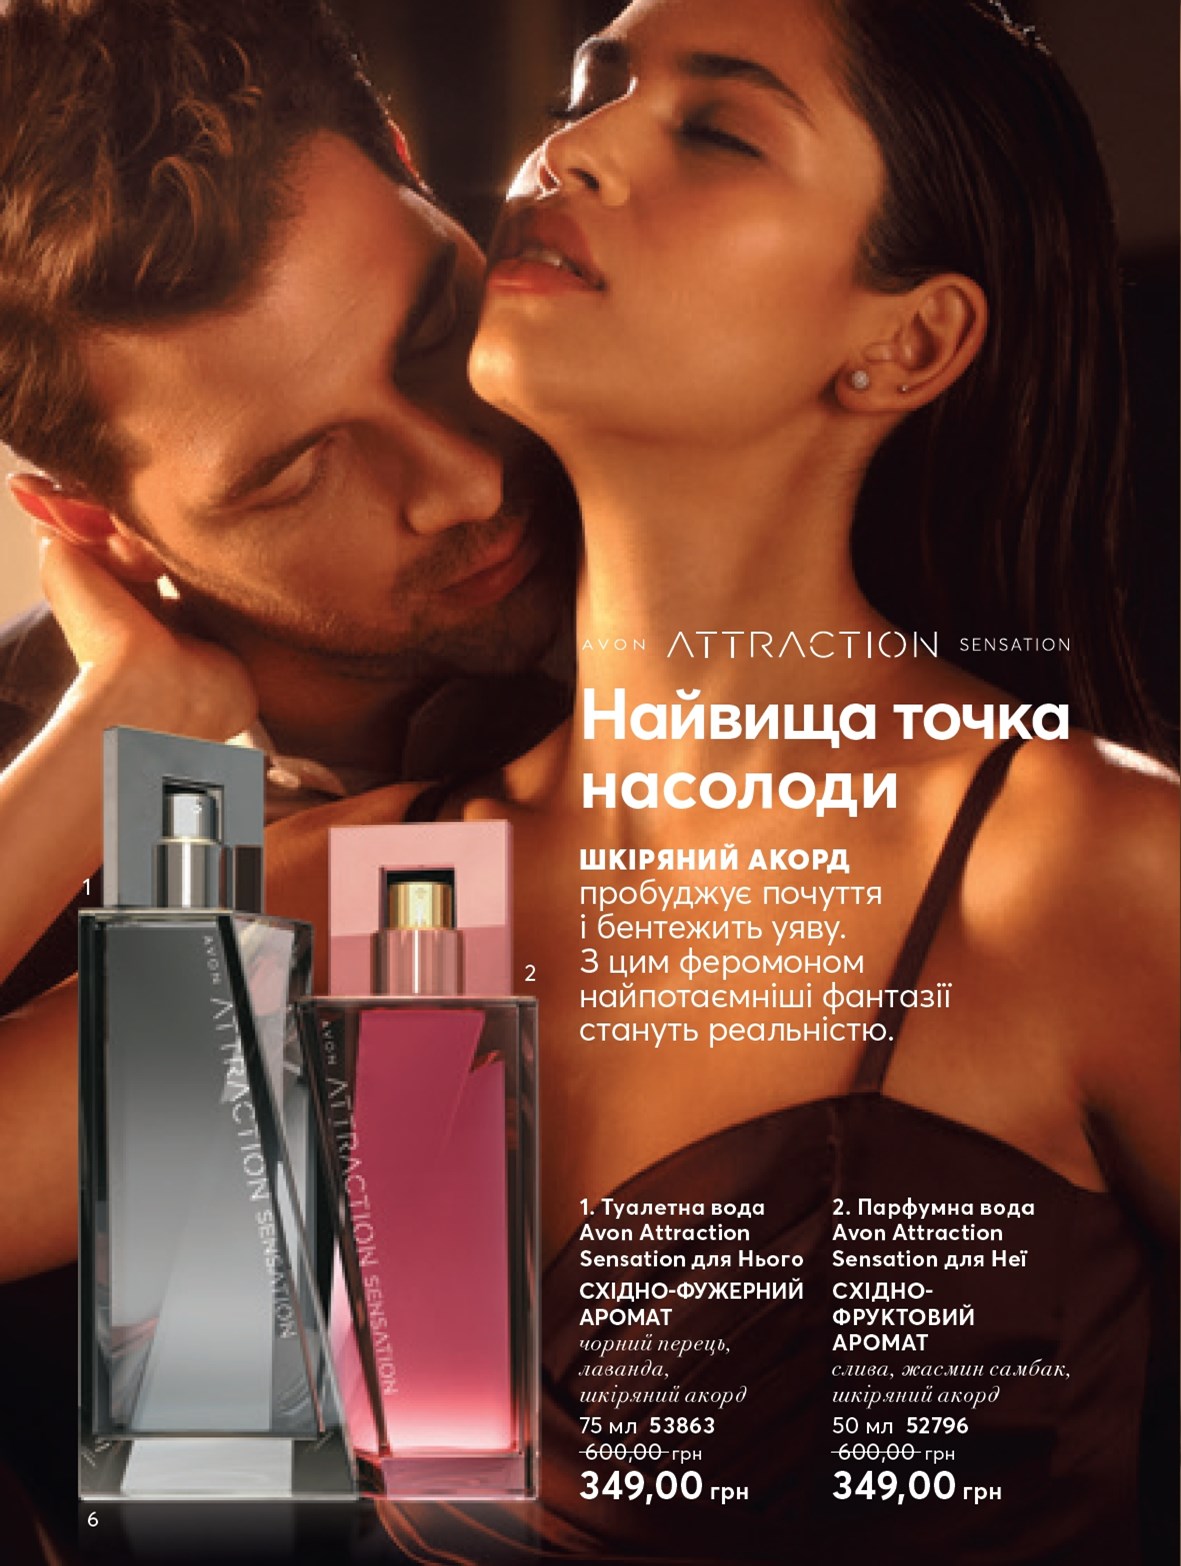 AVON ATTRACTION SENSATION
Найвища точка
насолоди
ШКІРЯНИЙ АКОРД
пробуджує почуття
і бентежить уяву.
З цим феромоном
найпотаємніші фантазії
стануть реальністю.
1
2
AVON ATTRACTION SENSATION
AVON ATTRACTION SENSATION
1. Туалетна вода
Avon Attraction
Sensation для Нього
СХІДНО-ФУЖЕРНИЙ
АРОМАТ
чорний перець,
лаванда,
шкіряний акорд
75 мл 53863
600,00 грн
349,00 грн
2. Парфумна вода
Avon Attraction
Sensation для Неї
СХІДНО-
ФРУКТОВИЙ
АРОМАТ
слива, жасмин самбак,
шкіряний акорд
50 мл 52796
600,00 грн
349,00 грн
6